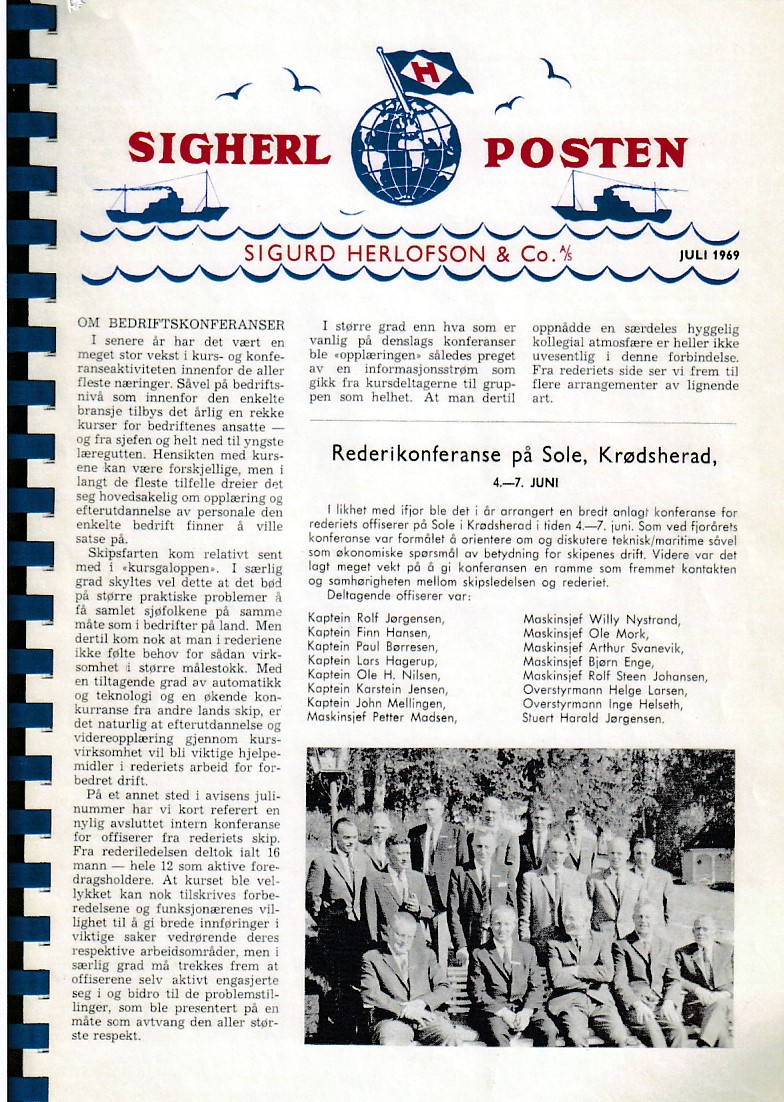 H
SIGHERL POSTEN
SIGURD HERLOFSON & Co. A/S
JULI 1969
OM BEDRIFTSKONFERANSER
I senere år har det vært en
meget stor vekst i kurs- og konfe-
ranseaktiviteten innenfor de aller
fleste næringer. Såvel på bedrifts-
nivå som innenfor den enkelte
bransje tilbys det årlig en rekke
kurser for bedriftenes ansatte —
og fra sjefen og helt ned til yngste
læregutten. Hensikten med kurs-
ene kan være forskjellige, men i
langt de fleste tilfelle dreier det
seg hovedsakelig om opplæring og
efterutdannelse av personale den
enkelte bedrift finner å ville
satse på.
Skipsfarten kom relativt sent
med i «kursgaloppen». I særlig
grad skyltes vel dette at det bød
på større praktiske problemer å
få samlet sjøfolkene på samme
måte som i bedrifter på land. Men
dertil kom nok at man i rederiene
ikke følte behov for sådan virk-
somhet i større målestokk. Med
en tiltagende grad av automatikk
og teknologi og en økende kon-
kurranse fra andre lands skip, er
det naturlig at efterutdannelse og
videreopplæring gjennom kurs-
virksomhet vil bli viktige hjelpe-
midler i rederiets arbeid for for-
bedret drift.
På et annet sted i avisens juli-
nummer har vi kort referert en
nylig avsluttet intern konferanse
for offiserer fra rederiets skip.
Fra rederiledelsen deltok ialt 16
mann — hele 12 som aktive fore-
dragsholdere. At kurset ble vel-
lykket kan nok tilskrives forbe-
redelsene og funksjonærenes vil-
lighet til å gi brede innføringer i
viktige saker vedrørende deres
respektive arbeidsområder, men i
særlig grad må trekkes frem at
offiserene selv aktivt engasjerte
seg i og bidro til de problemstil-
linger, som ble presentert på en
måte som avtvang den aller stør-
ste respekt.
I større grad enn hva som er
vanlig på denslags konferanser
ble «opplæringen» således preget
av en informasjonsstrøm som
gikk fra kursdeltagerne til grup-
pen som helhet. At man dertil
oppnådde en særdeles hyggelig
kollegial atmosfære er heller ikke
uvesentlig i denne forbindelse.
Fra rederiets side ser vi frem til
flere arrangementer av lignende
art.
Rederikonferanse på Sole, Krødsherad,
4.—7. JUNI
I likhet med ifjor ble det i år arrangert en bredt anlagt konferanse for
rederiets offiserer på Sole i Krødsherad i tiden 4.—7. juni. Som ved fjorårets
konferanse var formålet å orientere om og diskutere teknisk/maritime såvel
som økonomiske spørsmål av betydning for skipenes drift. Videre var det
lagt meget vekt på å gi konferansen en ramme som fremmet kontakten
og samhørigheten mellom skipsledelsen og rederiet.
Deltagende offiserer var:
Kaptein Rolf Jørgensen,
Kaptein Finn Hansen,
Kaptein Paul Børresen,
Kaptein Lars Hagerup,
Kaptein Ole H. Nilsen,
Kaptein Karstein Jensen,
Kaptein John Mellingen,
Maskinsjef Petter Madsen,
Maskinsjef Willy Nystrand,
Maskinsjef Ole Mork,
Maskinsjef Arthur Svanevik,
Maskinsjef Bjørn Enge,
Maskinsjef Rolf Steen Johansen,
Overstyrmann Helge Larsen,
Overstyrmann Inge Helseth,
Stuert Harald Jørgensen.